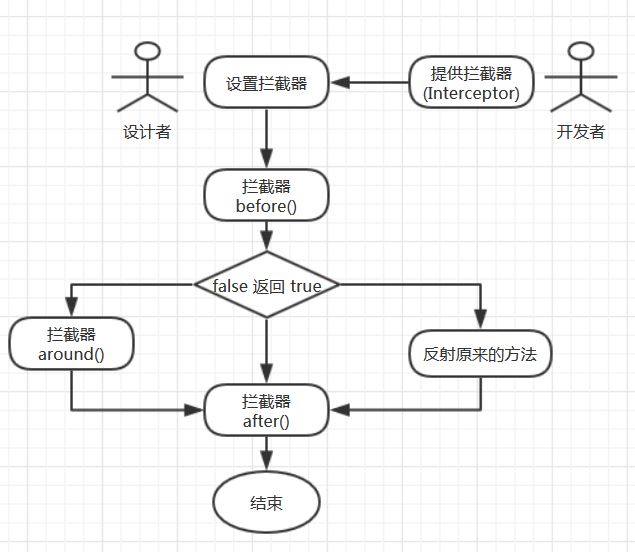 设置拦截器
提供拦截器
(Interceptor)
设计者
开发者
拦截器
before()
false 返回 true
拦截器
around()
反射原来的方法
拦截器
after()
结束